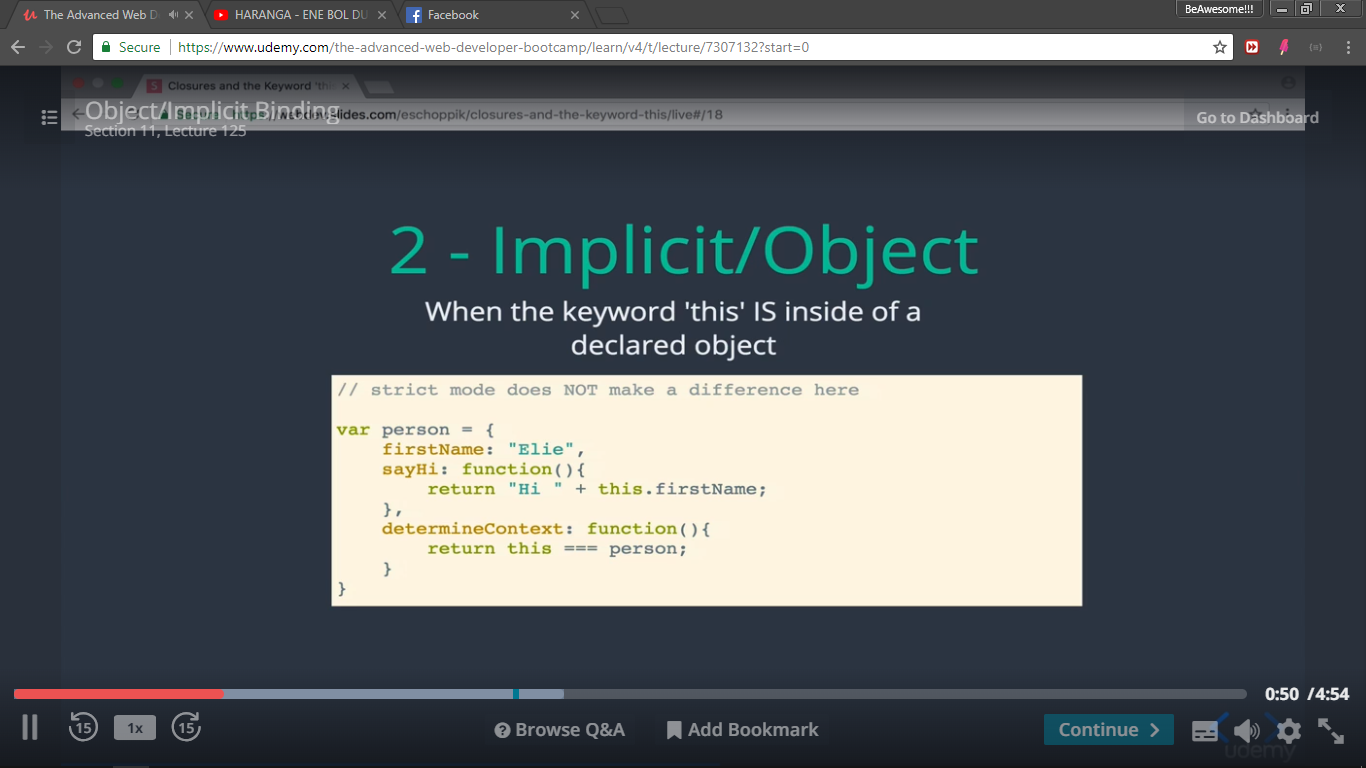 The Advanced Web D
HARANGA - ENE BOL DU
Facebook
BeAwesome!!!
Secure
https://www.udemy.com/the-advanced-web-developer-bootcamp/learn/v4/t/lecture/7307132?start=0
Closures and the Keyword 'this
Object/Implicit Binding
slides.com/eschoppik/closures-and-the-keyword-this/live#/18
Section 11, Lecture 125
Go to Dashboard
2 - Implicit/Object
When the keyword 'this' IS inside of a
declared object
// strict mode does NOT make a difference here
var person = {
firstName: "Elie",
sayHi: function(){
return "Hi " + this.firstName;
},
determineContext: function(){
return this === person;
}
}
0:50 /4:54
15
1x
15
Browse Q&A
Add Bookmark
Continue
udemy